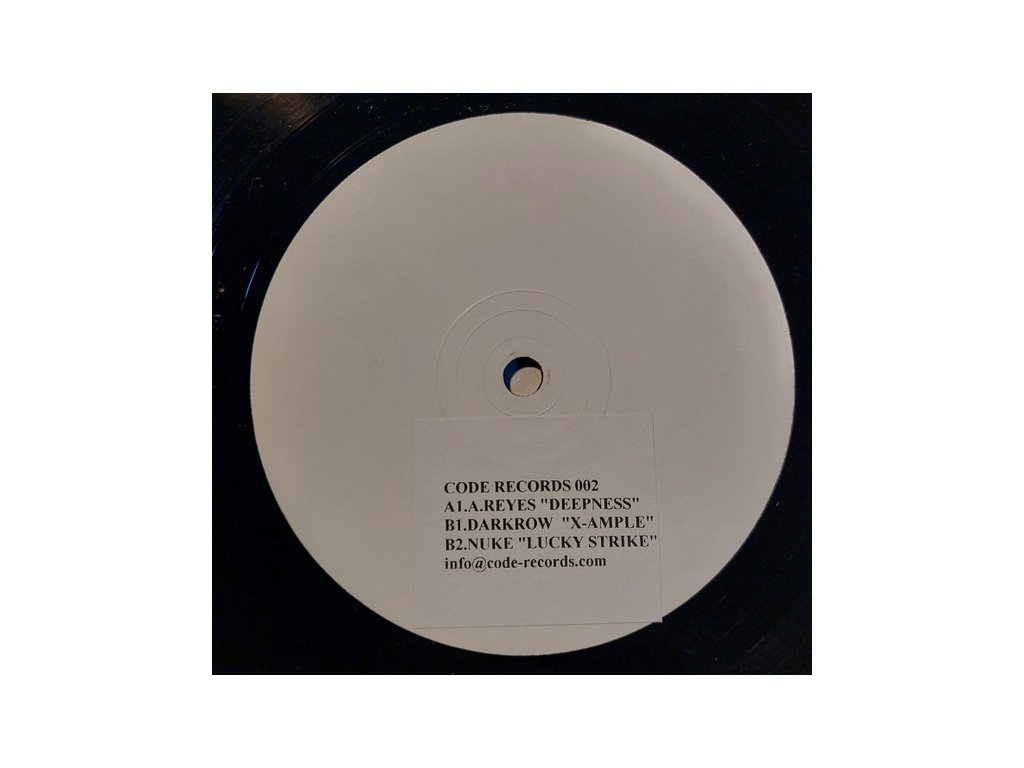 CODE RECORDS 002
A1.A.REYES "DEEPNESS"
B1.DARKROW "X-AMPLE"
B2.NUKE "LUCKY STRIKE"
info@code-records.com